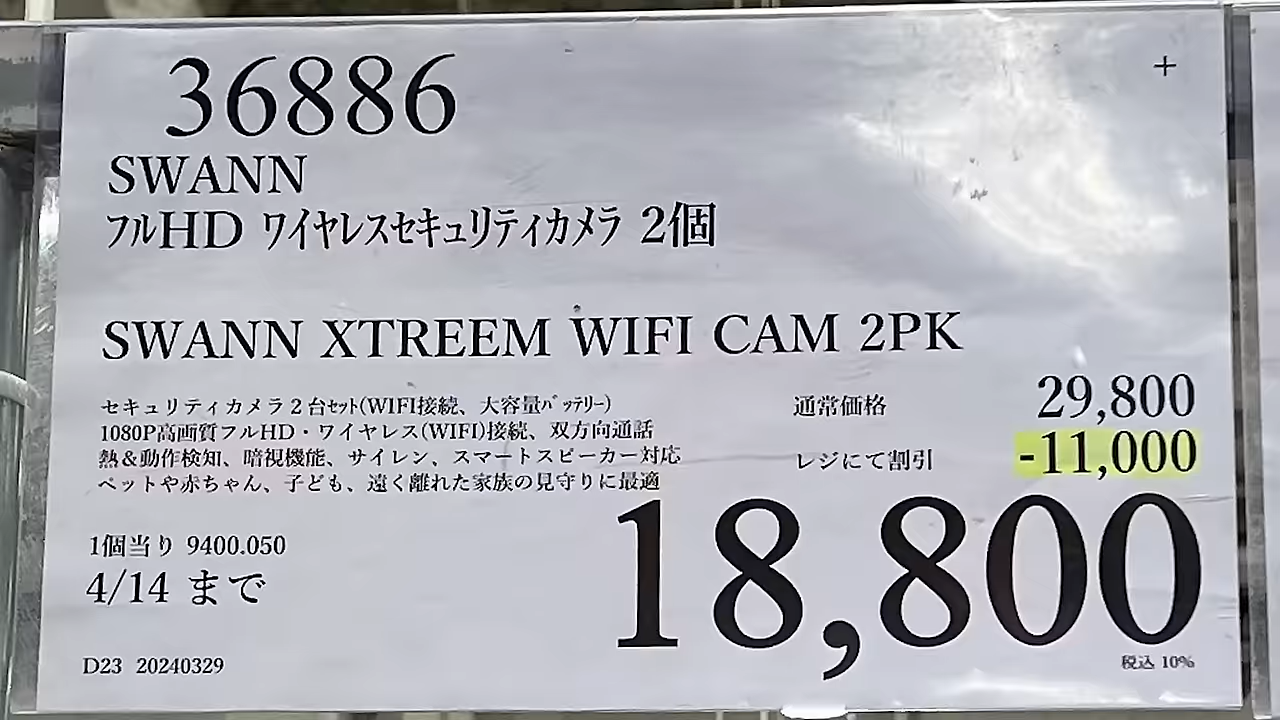 +
36886
SWANN
フルHD ワイヤレスセキュリティカメラ 2個
SWANN XTREEM WIFI CAM 2PK
セキュリティカメラ2台セット(WIFI接続、大容量バッテリー)
1080P高画質フルHD・ワイヤレス(WIFI)接続、双方向通話
熱&動作検知、暗視機能、サイレン、スマートスピーカー対応
ペットや赤ちゃん、子ども、遠く離れた家族の見守りに最適
通常価格 29,800
レジにて割引 -11,000
18,800
1個当り 9400.050
4/14 まで
D23 20240329
税込 10%